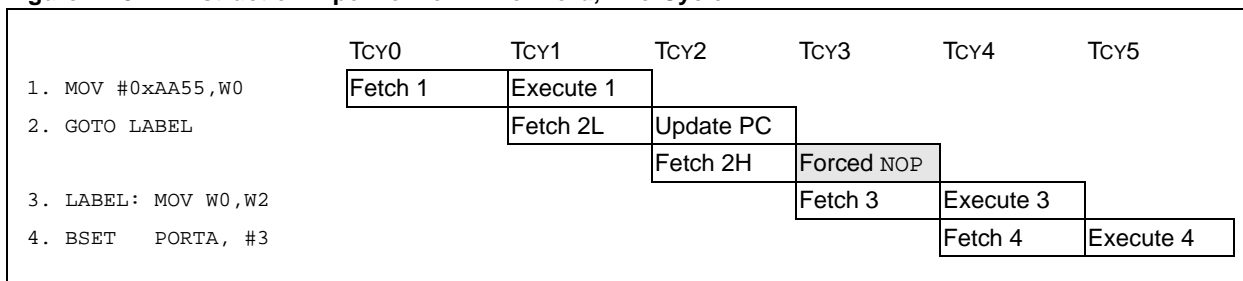 TCY0 TCY1 TCY2 TCY3 TCY4 TCY5
1. MOV #0xAA55,W0 Fetch 1 Execute 1
2. GOTO LABEL Fetch 2L Update PC
Fetch 2H Forced NOP
3. LABEL: MOV W0,W2 Fetch 3 Execute 3
4. BSET PORTA, #3 Fetch 4 Execute 4